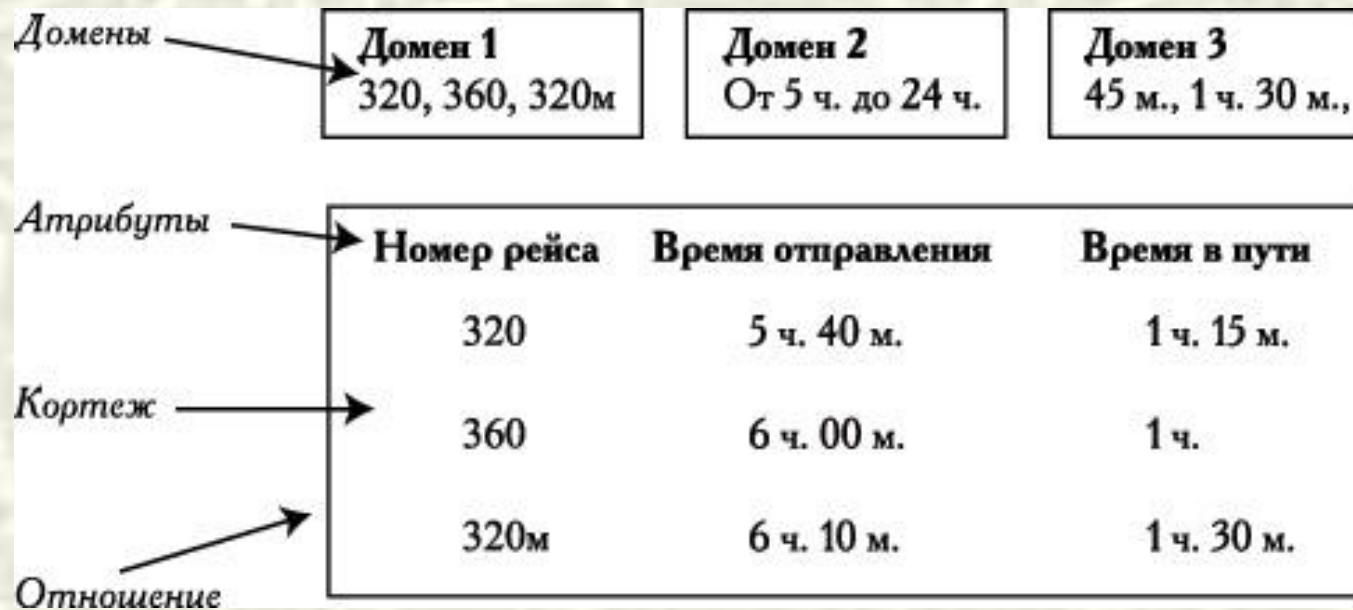 Домены
Домен 1
320, 360, 320м
Домен 2
От 5 ч. до 24 ч.
Домен 3
45 м., 1 ч. 30 м.,
Атрибуты
Номер рейса Время отправления Время в пути
320 5 ч. 40 м. 1 ч. 15 м.
Кортеж
360 6 ч. 00 м. 1 ч.
320м 6 ч. 10 м. 1 ч. 30 м.
Отношение